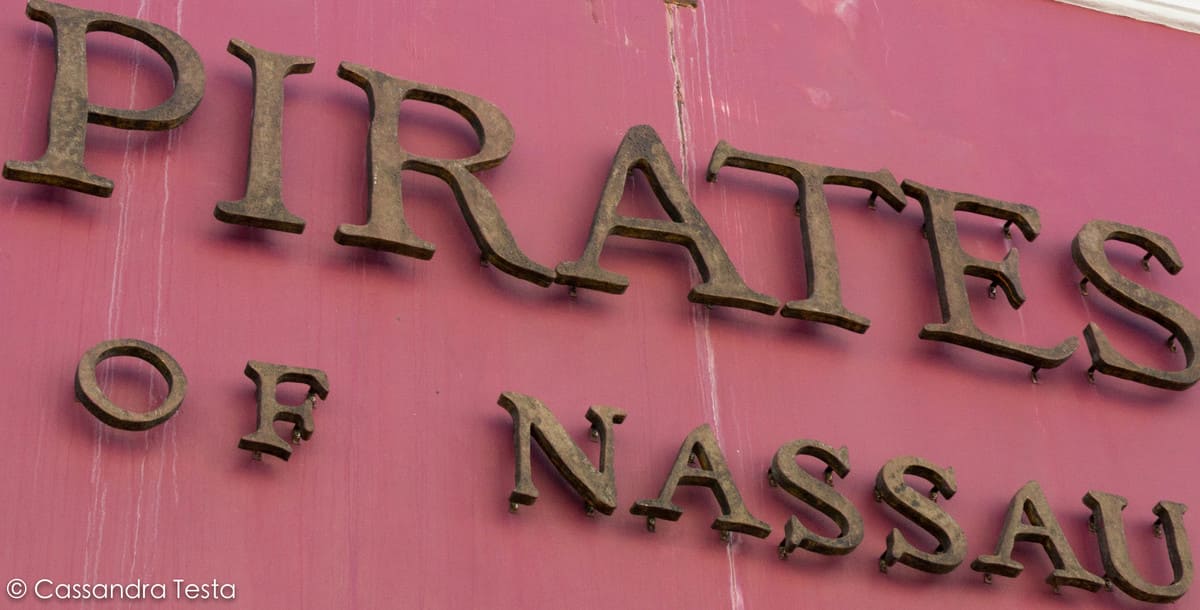 PIRATES
OF NASSAU
© Cassandra Testa